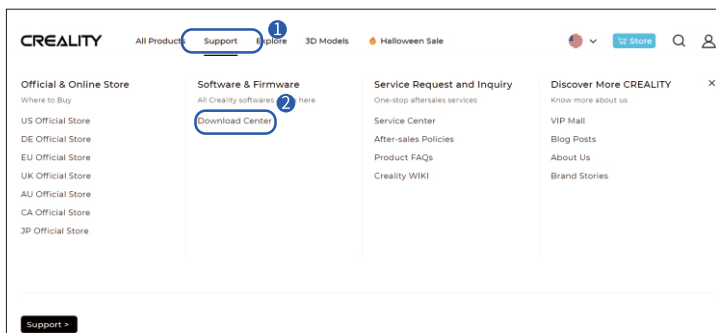 CREALITY All Products Support Explore 3D Models Halloween Sale Store
1
Official & Online Store
Where to Buy
US Official Store
DE Official Store
EU Official Store
UK Official Store
AU Official Store
CA Official Store
JP Official Store
Software & Firmware
All Creality softwares here
2
Download Center
Service Request and Inquiry
One-stop aftersales services
Service Center
After-sales Policies
Product FAQs
Creality WIKI
Discover More CREALITY ×
Know more about us
VIP Mall
Blog Posts
About Us
Brand Stories
Support >